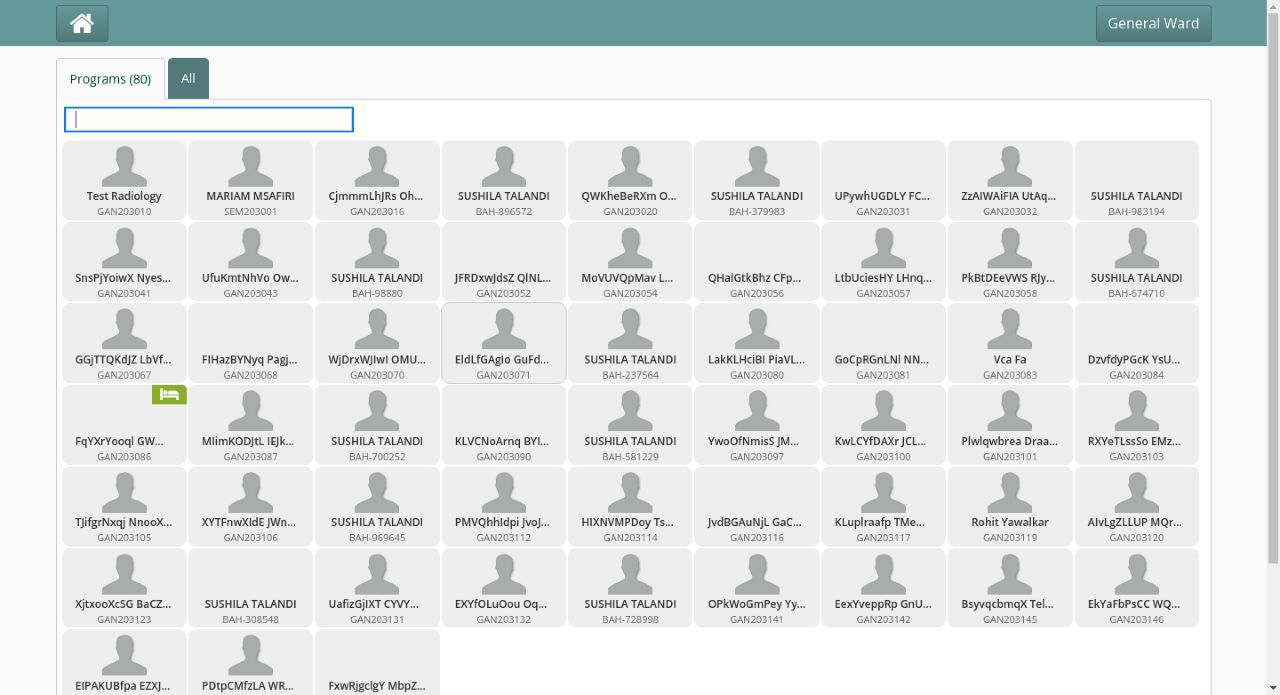 General Ward
Programs (80)
All
Test Radiology
GAN203010
MARIAM MSAFIRI
SEM203001
CjmmmLhJRs Oh...
GAN203016
SUSHILA TALANDI
BAH-896572
QWKheBeRXm O...
GAN203020
SUSHILA TALANDI
BAH-379983
UPywhUGDLY FC...
GAN203031
ZzAIWAiFIA UtAq...
GAN203032
SUSHILA TALANDI
BAH-983194
SnsPjYoiwX Nyes...
GAN203041
UfuKmtNhVo Ow...
GAN203043
SUSHILA TALANDI
BAH-98880
JFRDxwJdsZ QlNL...
GAN203052
MoVUVQpMav L...
GAN203054
QHalGtkBhz CFp...
GAN203056
LtbUciesHY LHnq...
GAN203057
PkBtDEeVWS RJy...
GAN203058
SUSHILA TALANDI
BAH-674710
GGjTTQKdJZ LbVf...
GAN203067
FIHazBYNyq Pagj...
GAN203068
WjDrxWJIwI OMU...
GAN203070
EldLfGAgIo GuFd...
GAN203071
SUSHILA TALANDI
BAH-237564
LakKLHciBI PiaVL...
GAN203080
GoCpRGnLNl NN...
GAN203081
Vca Fa
GAN203083
DzvfdyPGcK YsU...
GAN203084
FqYXrYooql GW...
GAN203086
MIimKODJtL IEJk...
GAN203087
SUSHILA TALANDI
BAH-700252
KLVCNoArnq BYI...
GAN203090
SUSHILA TALANDI
BAH-581229
YwoOfNmisS JM...
GAN203097
KwLCYfDAXr JCL...
GAN203100
Plwlqwbrea Draa...
GAN203101
RXYeTLssSo EMz...
GAN203103
TJifgrNxqj NnooX...
GAN203105
XYTFnwXIdE JWn...
GAN203106
SUSHILA TALANDI
BAH-969645
PMVQhhIdpi JvoJ...
GAN203112
HIXNVMPDoy Ts...
GAN203114
JvdBGAuNjL GaC...
GAN203116
KLuplraafp TMe...
GAN203117
Rohit Yawalkar
GAN203119
AIvLgZLLUP MQr...
GAN203120
XjtxooXcSG BaCZ...
GAN203123
SUSHILA TALANDI
BAH-308548
UafizGjIXT CYVY...
GAN203131
EXYfOLuOou Oq...
GAN203132
SUSHILA TALANDI
BAH-728998
OPkWoGmPey Yy...
GAN203141
EexYveppRp GnU...
GAN203142
BsyvqcbmqX Tel...
GAN203145
EkYaFbPsCC WQ...
GAN203146
EIPAKUBfpa EZXJ...
PDtpCMfzLA WR...
FxwRjgclgY MbpZ...